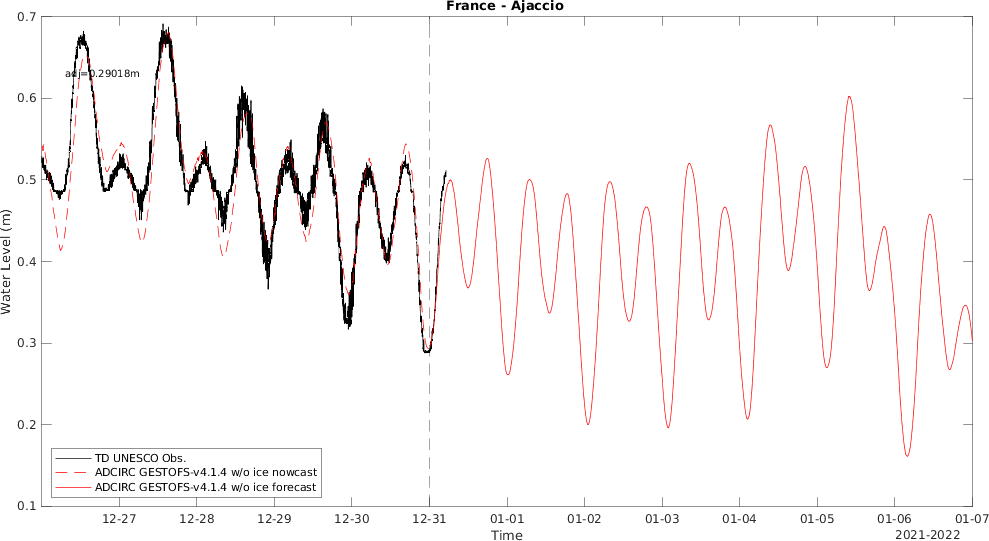 France - Ajaccio
0.7
0.6
0.5
0.4
0.3
0.2
0.1
Water Level (m)
adj=0.29018m
TD UNESCO Obs.
ADCIRC GESTOFS-v4.1.4 w/o ice nowcast
ADCIRC GESTOFS-v4.1.4 w/o ice forecast
12-27 12-28 12-29 12-30 12-31 01-01 01-02 01-03 01-04 01-05 01-06 01-07
Time
2021-2022